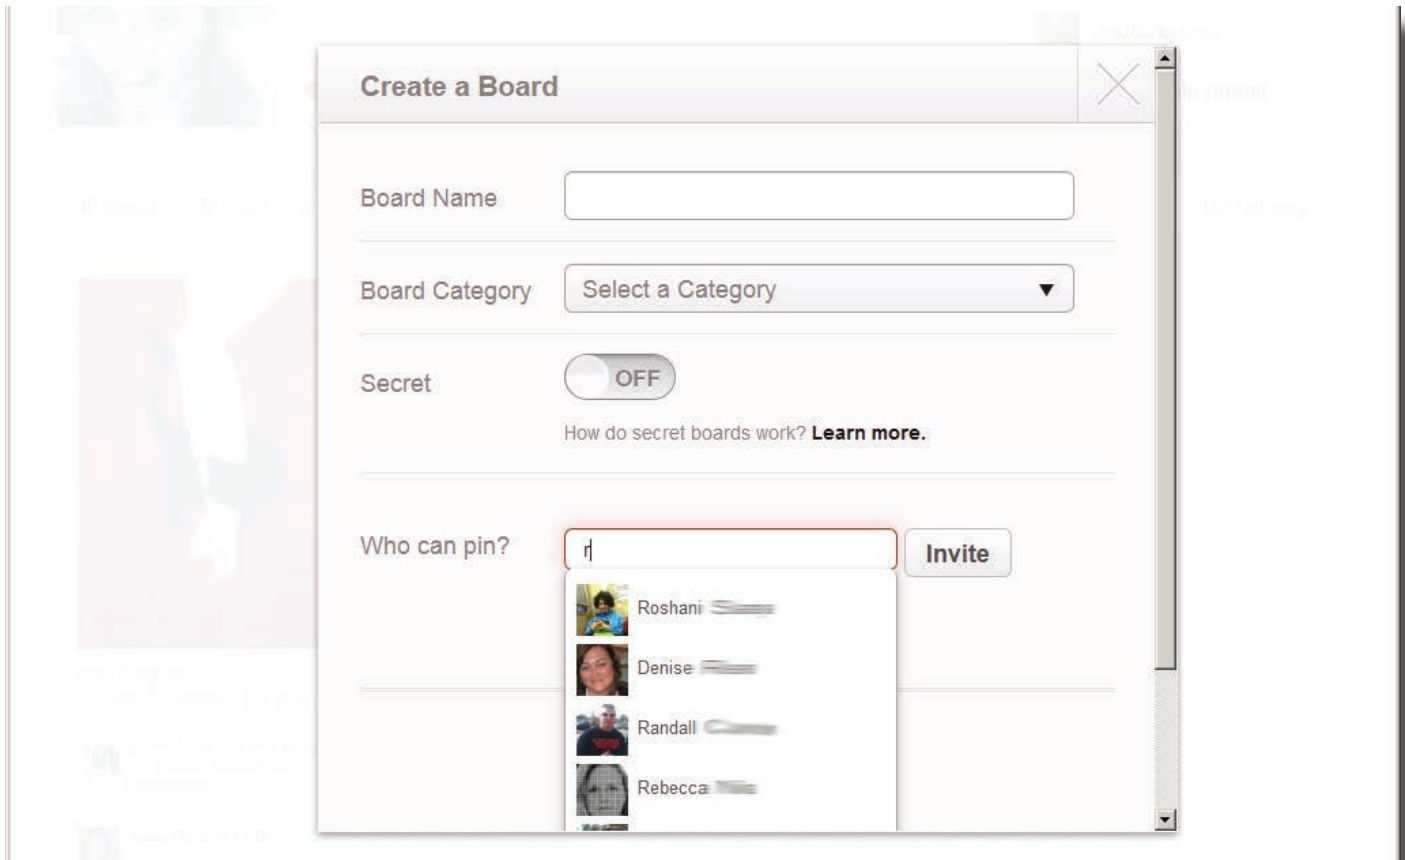 Create a Board
Board Name
Board Category
Select a Category
Secret
OFF
How do secret boards work? Learn more.
Who can pin?
r
Invite
Roshani
Denise
Randall
Rebecca